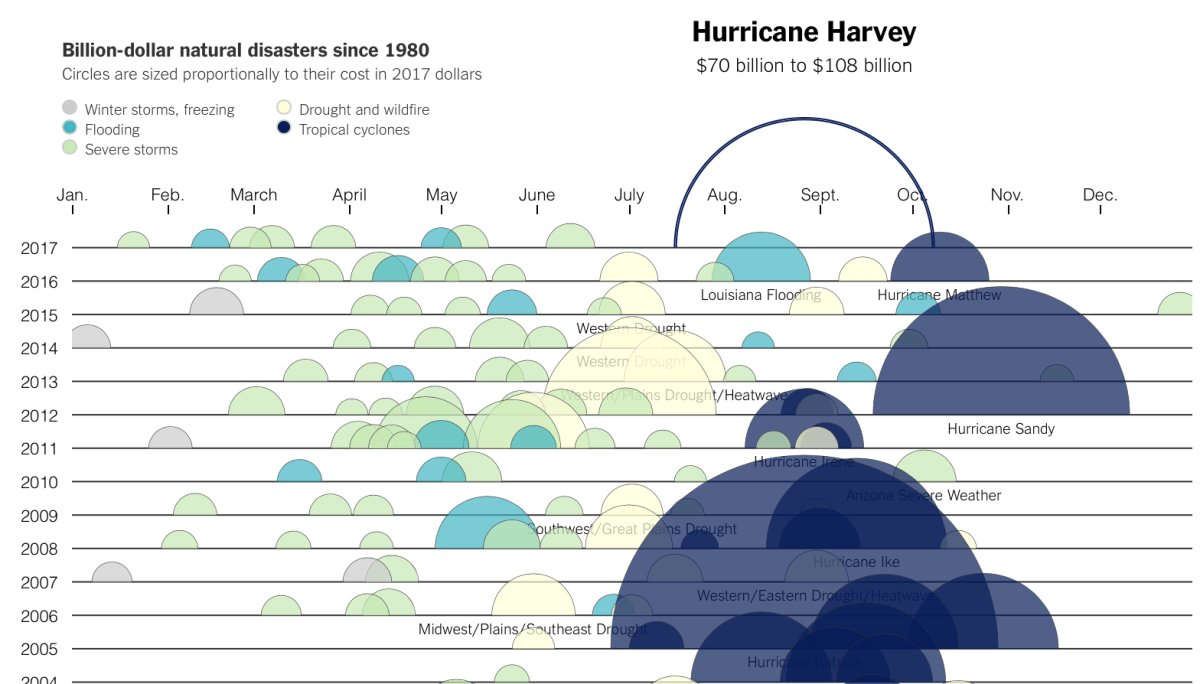 Hurricane Harvey
$70 billion to $108 billion
Billion-dollar natural disasters since 1980
Circles are sized proportionally to their cost in 2017 dollars
Winter storms, freezing
Drought and wildfire
Flooding
Tropical cyclones
Severe storms
Jan. Feb. March April May June July Aug. Sept. Oct. Nov. Dec.
2017
2016
Louisiana Flooding Hurricane Matthew
2015
Western Drought
2014
Western Drought
2013
Western/Plains Drought/Heatwave
2012
Hurricane Sandy
2011
Hurricane Irene
2010
Arizona Severe Weather
2009
Southwest/Great Plains Drought
2008
Hurricane Ike
2007
Western/Eastern Drought/Heatwave
2006
Midwest/Plains/Southeast Drought
2005
Hurricane Katrina
2004